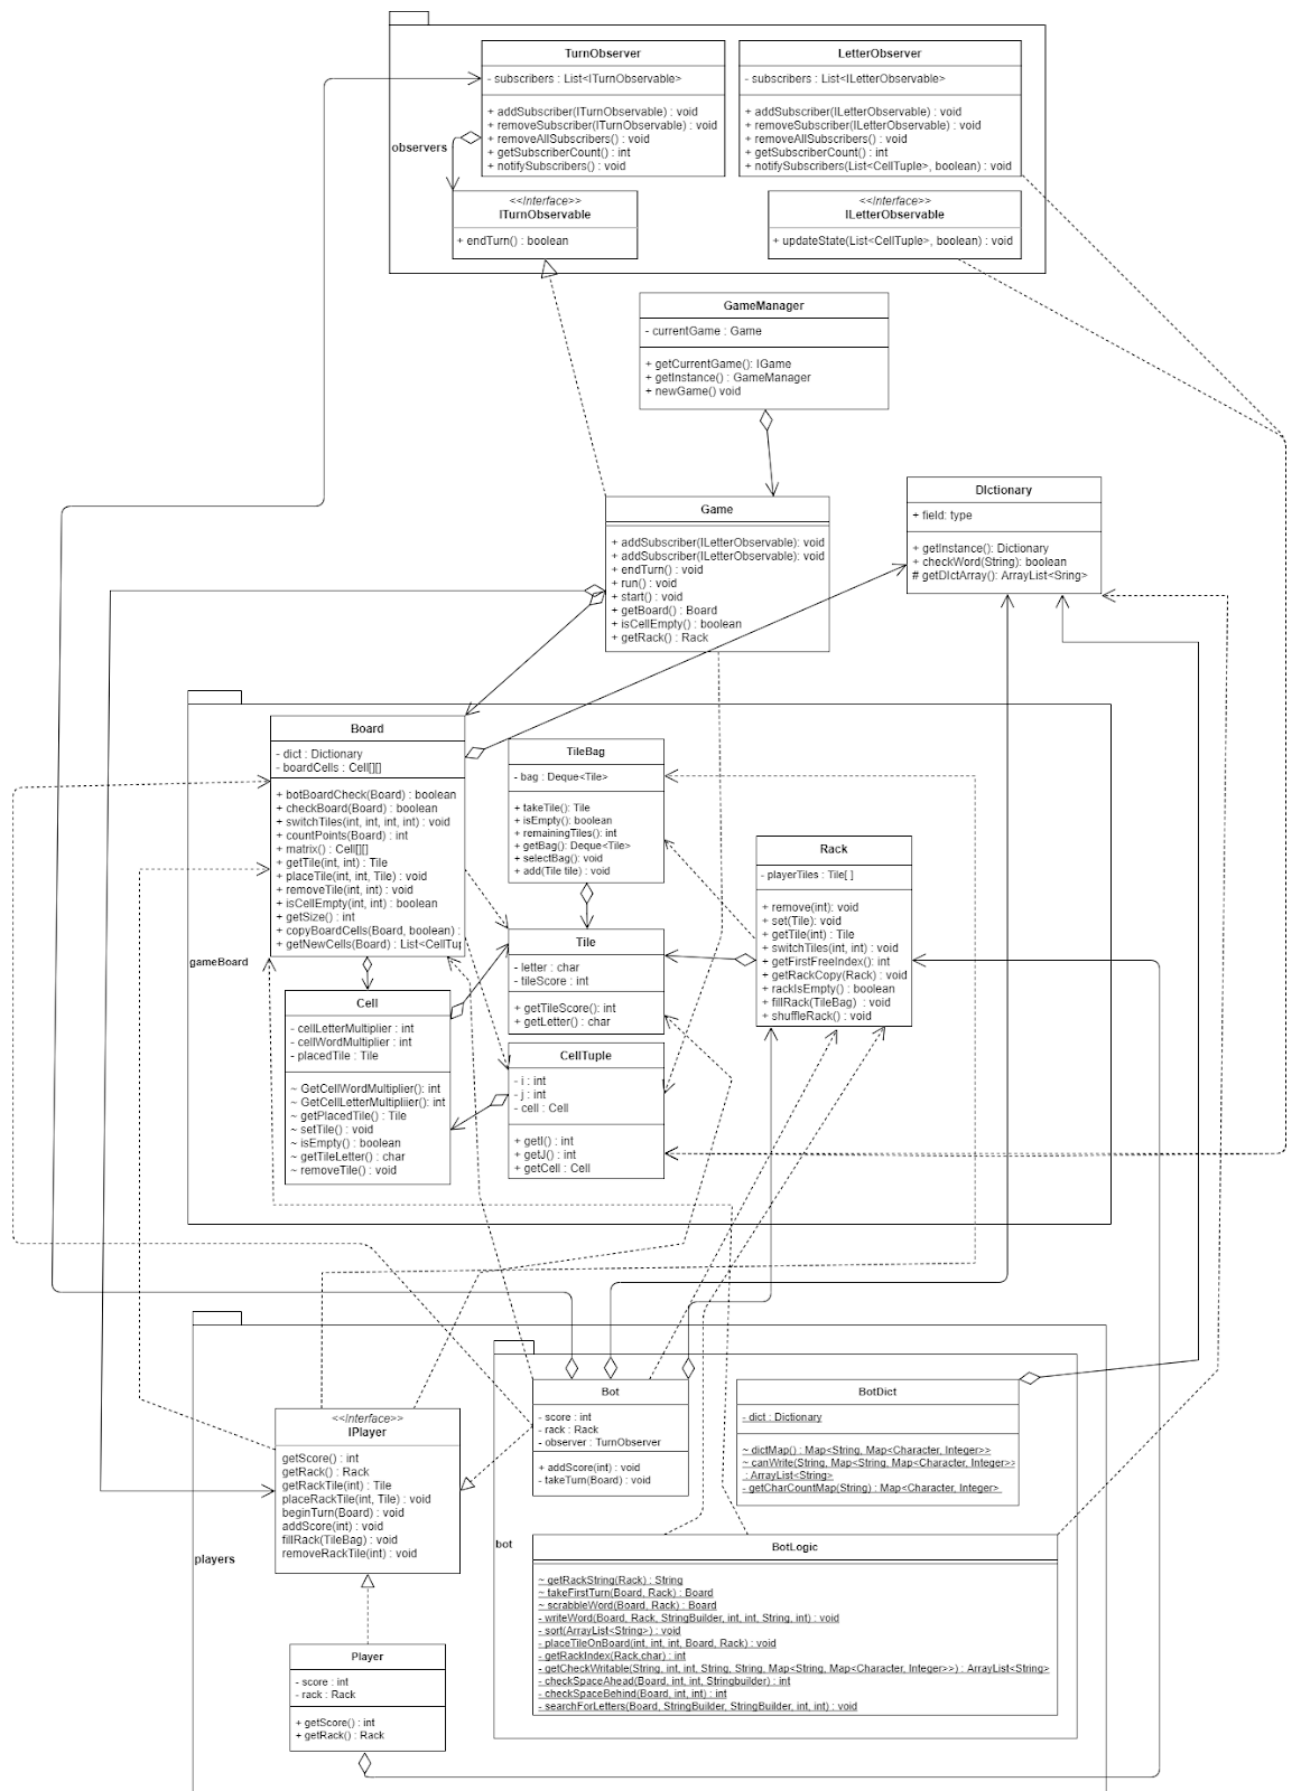 TurnObserver
- subscribers : List<ITurnObservable>
+ addSubscriber(ITurnObservable) : void
+ removeSubscriber(ITurnObservable) : void
+ removeAllSubscribers() : void
+ getSubscriberCount() : int
+ notifySubscribers() : void
LetterObserver
- subscribers : List<ILetterObservable>
+ addSubscriber(ILetterObservable) : void
+ removeSubscriber(ILetterObservable) : void
+ removeAllSubscribers() : void
+ getSubscriberCount() : int
+ notifySubscribers(List<CellTuple>, boolean) : void
observers
<<Interface>>
ITurnObservable
+ endTurn() : boolean
<<Interface>>
ILetterObservable
+ updateState(List<CellTuple>, boolean) : void
GameManager
- currentGame : Game
+ getCurrentGame(): IGame
+ getInstance() : GameManager
+ newGame() void
DIctionary
+ field: type
+ getInstance(): Dictionary
+ checkWord(String): boolean
# getDIctArray(): ArrayList<Sring>
Game
+ addSubscriber(ILetterObservable): void
+ addSubscriber(ILetterObservable): void
+ endTurn() : void
+ run() : void
+ start() : void
+ getBoard() : Board
+ isCellEmpty() : boolean
+ getRack() : Rack
Board
- dict : Dictionary
- boardCells : Cell[][]
+ botBoardCheck(Board) : boolean
+ checkBoard(Board) : boolean
+ switchTiles(int, int, int, int) : void
+ countPoints(Board) : int
+ matrix() : Cell[][]
+ getTile(int, int) : Tile
+ placeTile(int, int, Tile) : void
+ removeTile(int, int) : void
+ isCellEmpty(int, int) : boolean
+ getSize() : int
+ copyBoardCells(Board, boolean) :
+ getNewCells(Board) : List<CellTu
TileBag
- bag : Deque<Tile>
+ takeTile(): Tile
+ isEmpty(): boolean
+ remainingTiles(): int
+ getBag(): Deque<Tile>
+ selectBag(): void
+ add(Tile tile) : void
Rack
- playerTiles : Tile[ ]
+ remove(int): void
+ set(Tile): void
+ getTile(int) : Tile
+ switchTiles(int, int) : void
+ getFirstFreeIndex(): int
+ getRackCopy(Rack) : void
+ rackIsEmpty() : boolean
+ fillRack(TileBag) : void
+ shuffleRack() : void
gameBoard
Tile
- letter : char
- tileScore : int
+ getTileScore(): int
+ getLetter() : char
Cell
- cellLetterMultiplier : int
- cellWordMultiplier : int
- placedTile : Tile
~ GetCellWordMultiplier(): int
~ GetCellLetterMultipliier(): int
~ getPlacedTile() : Tile
~ setTile() : void
~ isEmpty() : boolean
~ getTileLetter() : char
~ removeTile() : void
CellTuple
- i : int
- j : int
- cell : Cell
+ getI() : int
+ getJ() : int
+ getCell : Cell
<<Interface>>
IPlayer
getScore() : int
getRack() : Rack
getRackTile(int) : Tile
placeRackTile(int, Tile) : void
beginTurn(Board) : void
addScore(int) : void
fillRack(TileBag) : void
removeRackTile(int) : void
Bot
- score : int
- rack : Rack
- observer : TurnObserver
+ addScore(int) : void
- takeTurn(Board) : void
BotDict
- dict : Dictionary
~ dictMap() : Map<String, Map<Character, Integer>>
~ canWrite(String, Map<String, Map<Character, Integer>>
: ArrayList<String>
- getCharCountMap(String) : Map<Character, Integer>
players
bot
BotLogic
~ getRackString(Rack) : String
~ takeFirstTurn(Board, Rack) : Board
~ scrabbleWord(Board, Rack) : Board
- writeWord(Board, Rack, StringBuilder, int, int, String, int) : void
- sort(ArrayList<String>) : void
- placeTileOnBoard(int, int, int, Board, Rack) : void
- getRackIndex(Rack,char) : int
- getCheckWritable(String, int, int, String, String, Map<String, Map<Character, Integer>>) : ArrayList<String>
- checkSpaceAhead(Board, int, int, Stringbuilder) : int
- checkSpaceBehind(Board, int, int) : int
- searchForLetters(Board, StringBuilder, StringBuilder, int, int) : void
Player
- score : int
- rack : Rack
+ getScore() : int
+ getRack() : Rack